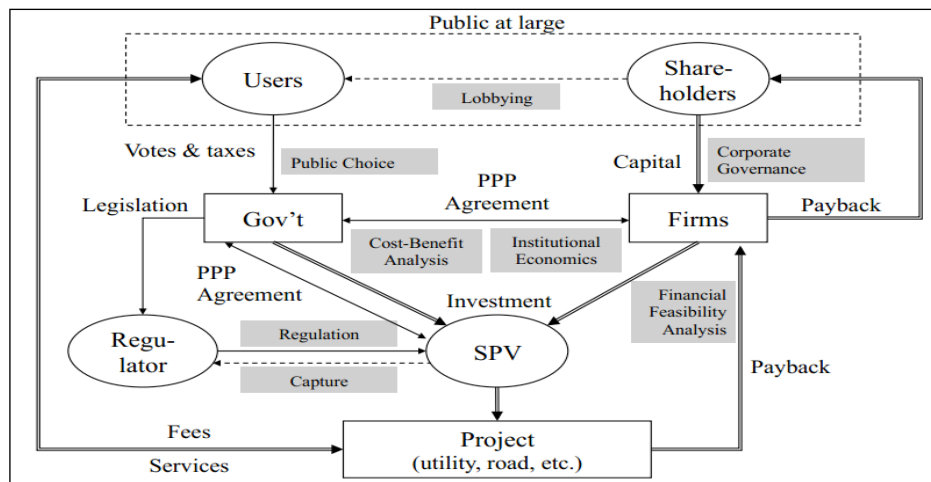 Public at large
Users
Share-
holders
Lobbying
Votes & taxes
Public Choice
Capital
Corporate
Governance
PPP
Agreement
Legislation
Gov't
Firms
Payback
Cost-Benefit
Analysis
Institutional
Economics
PPP
Agreement
Investment
Financial
Feasibility
Analysis
Regu-
lator
Regulation
SPV
Capture
Payback
Fees
Services
Project
(utility, road, etc.)